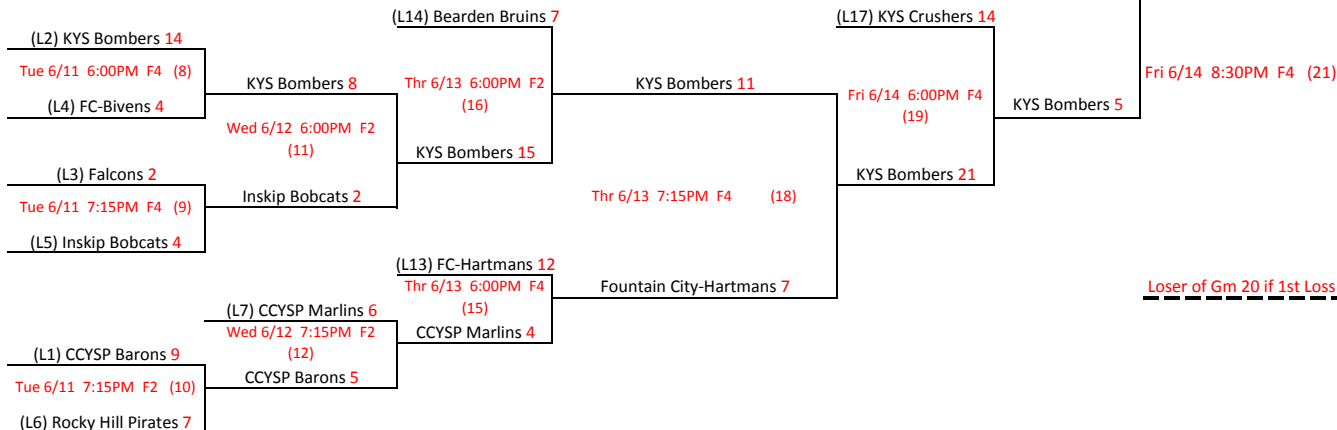 (L14) Bearden Bruins 7
(L17) KYS Crushers 14
(L2) KYS Bombers 14
Tue 6/11 6:00PM F4 (8)
KYS Bombers 8
Thr 6/13 6:00PM F2
(16)
KYS Bombers 11
Fri 6/14 6:00PM F4
(19)
Fri 6/14 8:30PM F4 (21)
(L4) FC-Bivens 4
KYS Bombers 5
Wed 6/12 6:00PM F2
(11)
KYS Bombers 15
(L3) Falcons 2
KYS Bombers 21
Tue 6/11 7:15PM F4 (9)
Inskip Bobcats 2
Thr 6/13 7:15PM F4 (18)
(L5) Inskip Bobcats 4
(L13) FC-Hartmans 12
Thr 6/13 6:00PM F4
(15)
Fountain City-Hartmans 7
Loser of Gm 20 if 1st Loss
(L7) CCYSP Marlins 6
Wed 6/12 7:15PM F2
(12)
CCYSP Marlins 4
(L1) CCYSP Barons 9
CCYSP Barons 5
Tue 6/11 7:15PM F2 (10)
(L6) Rocky Hill Pirates 7